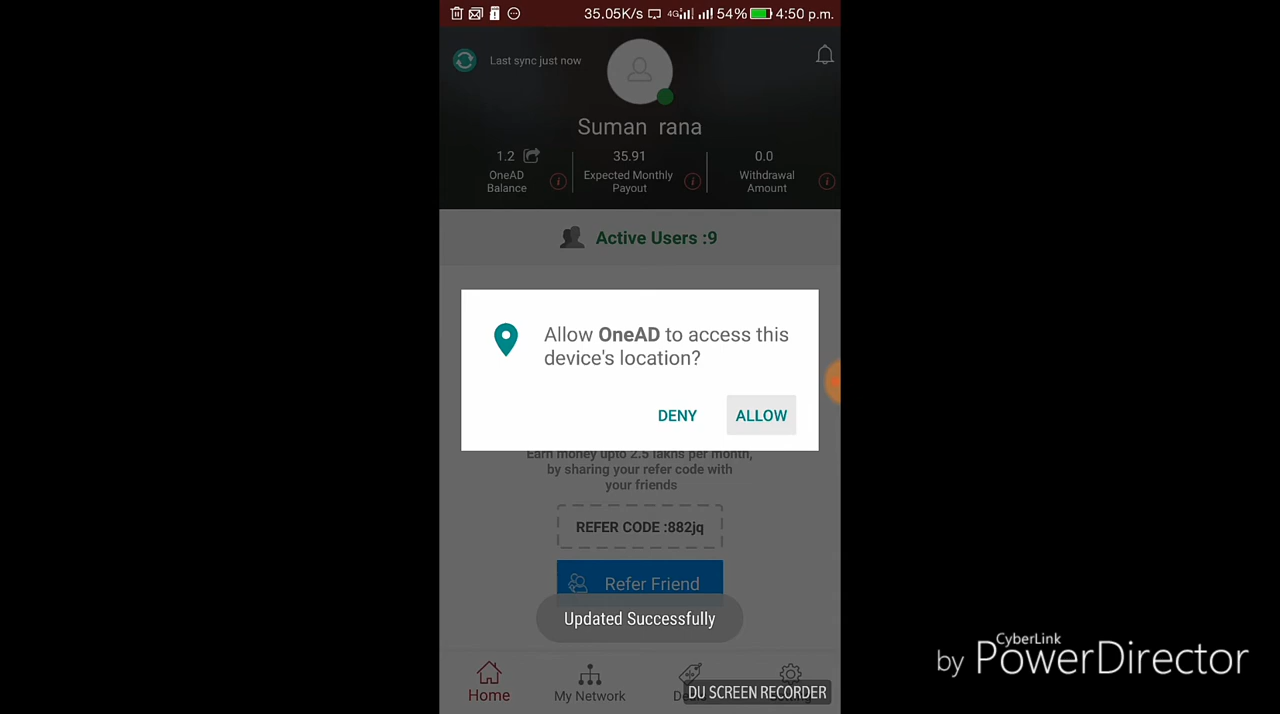 35.05K/s 4G 54% 4:50 p.m.
Last sync just now
Suman rana
1.2 35.91 0.0
OneAD Balance
Expected Monthly Payout
Withdrawal Amount
Active Users :9
Allow OneAD to access this
device's location?
DENY ALLOW
Earn money upto 2.5 lakhs per month,
by sharing your refer code with
your friends
REFER CODE :882jq
Refer Friend
Updated Successfully
Home My Network
DU SCREEN RECORDER
by CyberLink PowerDirector